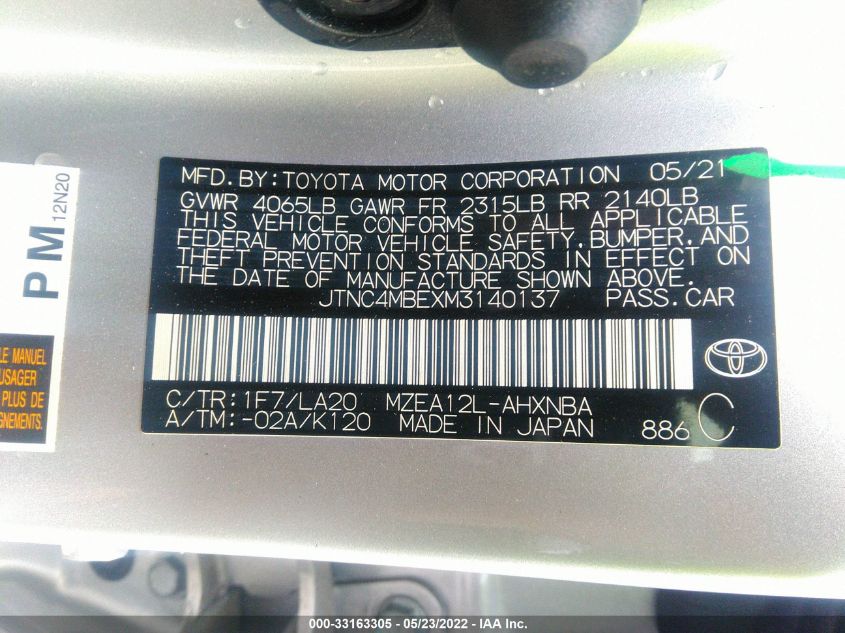 MFD.BY:TOYOTA MOTOR CORPORATION 05/21
GVWR 4065LB GAWR FR 2315LB RR 2140LB
THIS VEHICLE CONFORMS TO ALL APPLICABLE
FEDERAL MOTOR VEHICLE SAFETY,BUMPER,AND
THEFT PREVENTION STANDARDS IN EFFECT ON
THE DATE OF MANUFACTURE SHOWN ABOVE.
JTNC4MBEXM3140137 PASS.CAR
C/TR:1F7/LA20 MZEA12L-AHXNBA
A/TM:-02A/K120 MADE IN JAPAN 886 C
PM 12N20
LE MANUEL
USAGER
PLUS DE
GNEMENTS.
000-33163305 - 05/23/2022 - IAA Inc.